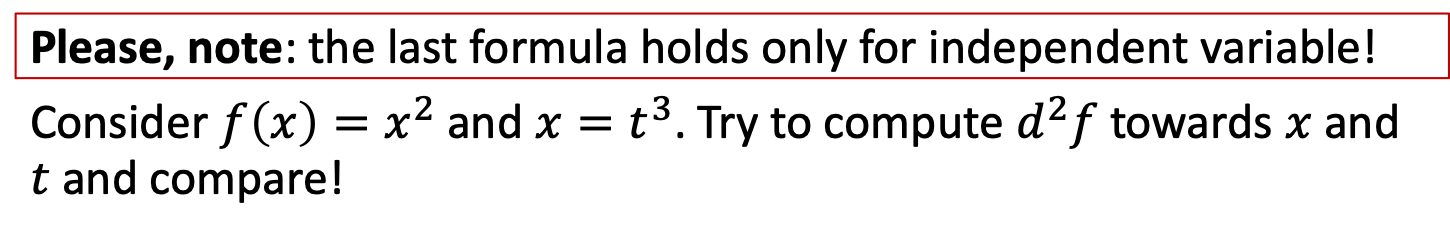 Please, note: the last formula holds only for independent variable!
Consider 𝑓(𝑥) = 𝑥² and 𝑥 = 𝑡³. Try to compute 𝑑²𝑓 towards 𝑥 and
𝑡 and compare!